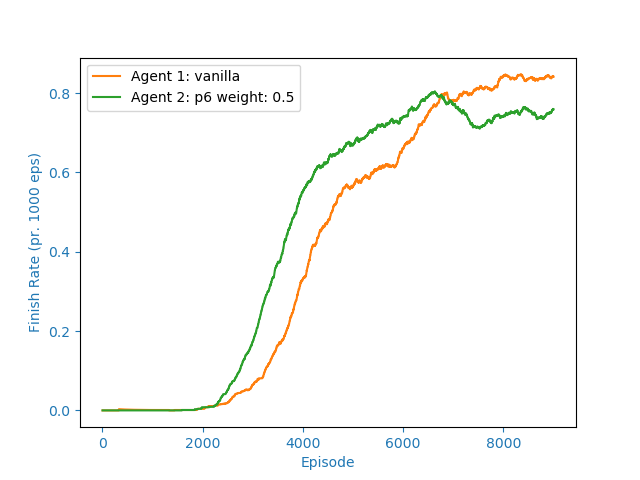 Agent 1: vanilla
Agent 2: p6 weight: 0.5
Finish Rate (pr. 1000 eps)
0.8
0.6
0.4
0.2
0.0
0 2000 4000 6000 8000
Episode